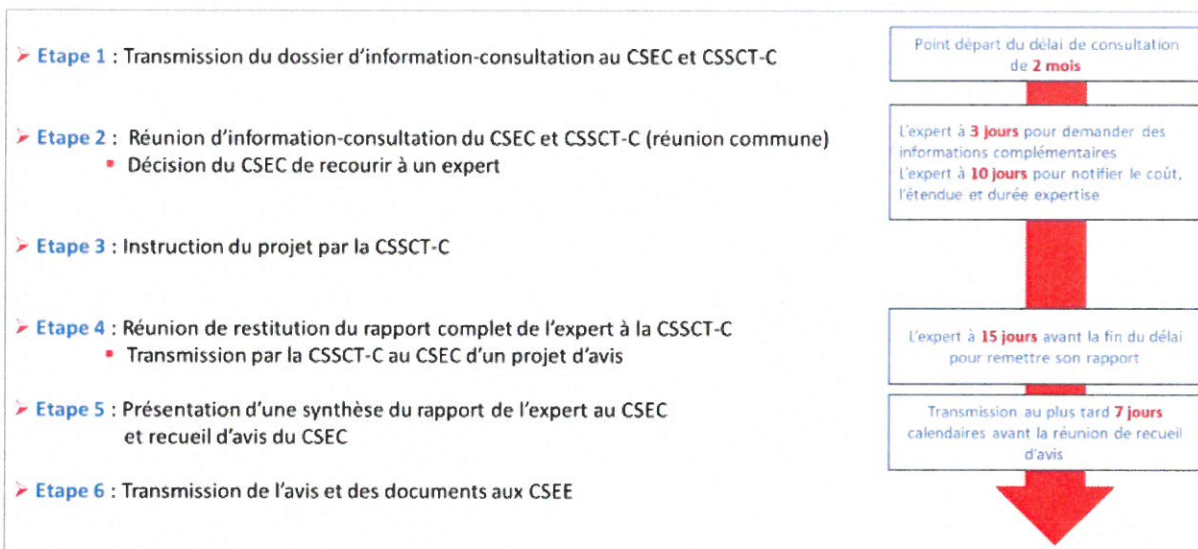 ➢ Etape 1 : Transmission du dossier d'information-consultation au CSEC et CSSCT-C
Point départ du délai de consultation
de 2 mois
➢ Etape 2 : Réunion d'information-consultation du CSEC et CSSCT-C (réunion commune)
▪ Décision du CSEC de recourir à un expert
L'expert à 3 jours pour demander des
informations complémentaires
L'expert à 10 jours pour notifier le coût,
l'étendue et durée expertise
➢ Etape 3 : Instruction du projet par la CSSCT-C
➢ Etape 4 : Réunion de restitution du rapport complet de l'expert à la CSSCT-C
▪ Transmission par la CSSCT-C au CSEC d'un projet d'avis
L'expert à 15 jours avant la fin du délai
pour remettre son rapport
➢ Etape 5 : Présentation d'une synthèse du rapport de l'expert au CSEC
et recueil d'avis du CSEC
Transmission au plus tard 7 jours
calendaires avant la réunion de recueil
d'avis
➢ Etape 6 : Transmission de l'avis et des documents aux CSEE